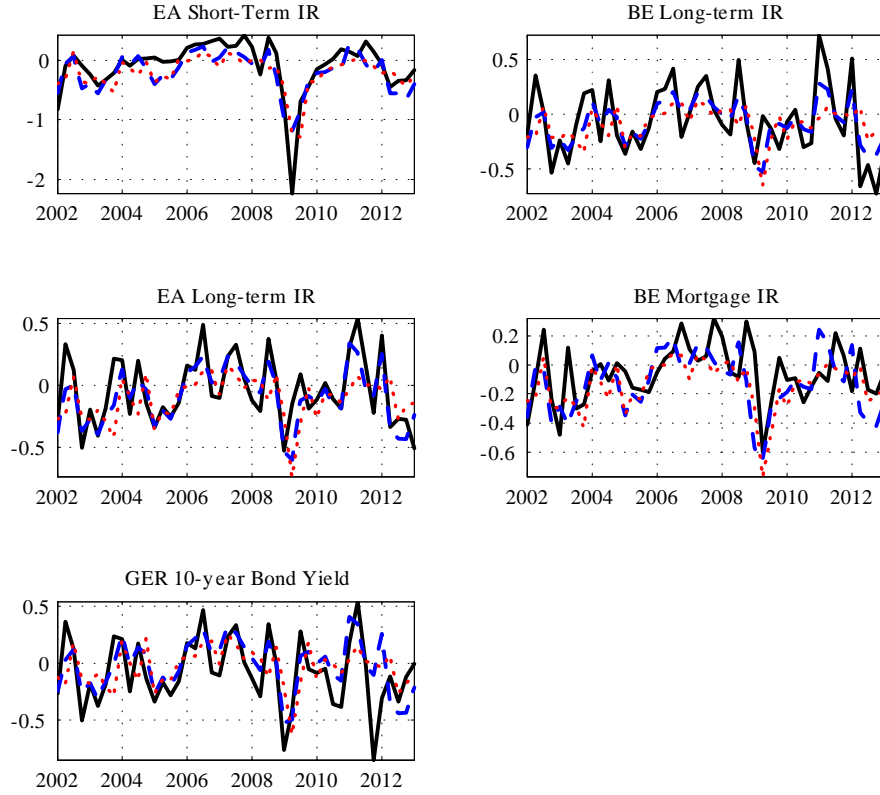 EA Short-Term IR
0
-1
-2
2002 2004 2006 2008 2010 2012
BE Long-term IR
0.5
0
-0.5
2002 2004 2006 2008 2010 2012
EA Long-term IR
0.5
0
-0.5
2002 2004 2006 2008 2010 2012
BE Mortgage IR
0.2
0
-0.2
-0.4
-0.6
2002 2004 2006 2008 2010 2012
GER 10-year Bond Yield
0.5
0
-0.5
2002 2004 2006 2008 2010 2012